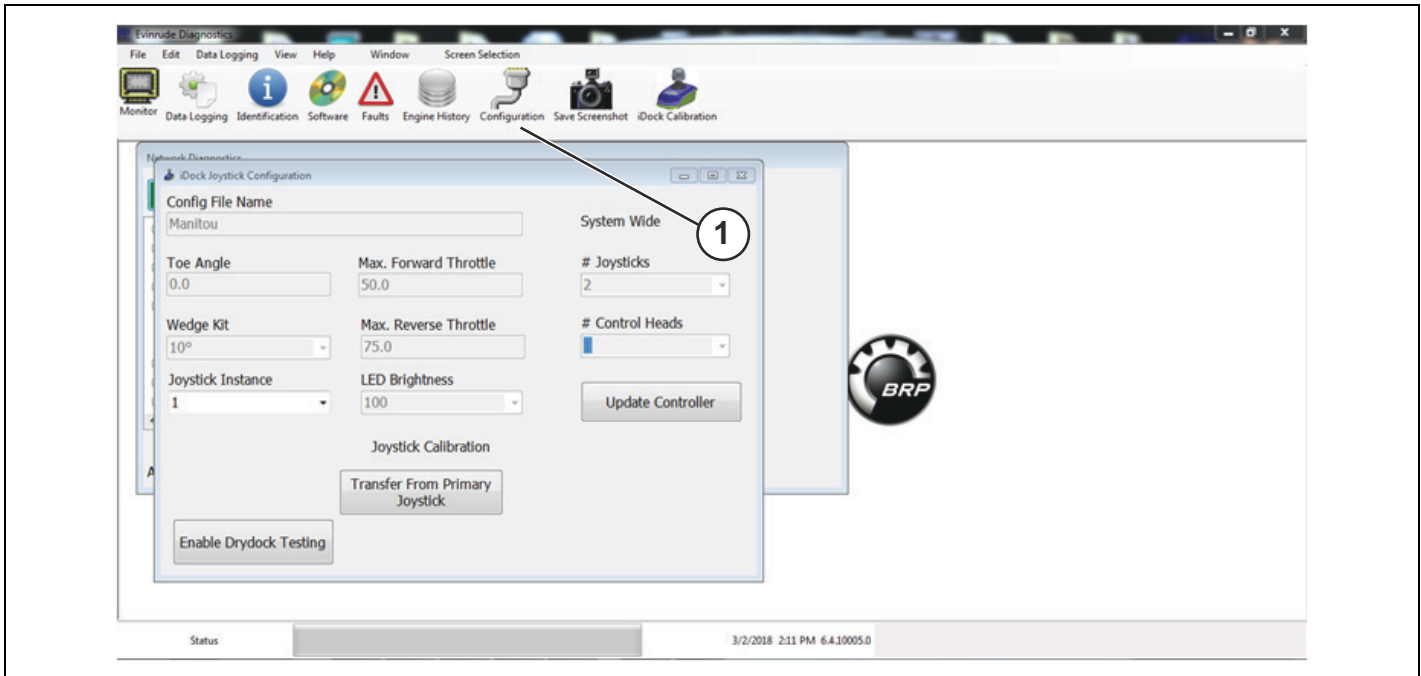 Evinrude Diagnostics
File Edit Data Logging View Help Window Screen Selection
Monitor Data Logging Identification Software Faults Engine History Configuration Save Screenshot iDock Calibration
Network Diagnostics
iDock Joystick Configuration
Config File Name
Manitou
System Wide
1
Toe Angle Max. Forward Throttle # Joysticks
0.0 50.0 2
Wedge Kit Max. Reverse Throttle # Control Heads
10° 75.0
Joystick Instance LED Brightness
1 100 Update Controller
BRP
Joystick Calibration
A
Transfer From Primary
Joystick
Enable Drydock Testing
Status 3/2/2018 2:11 PM 6.4.10005.0